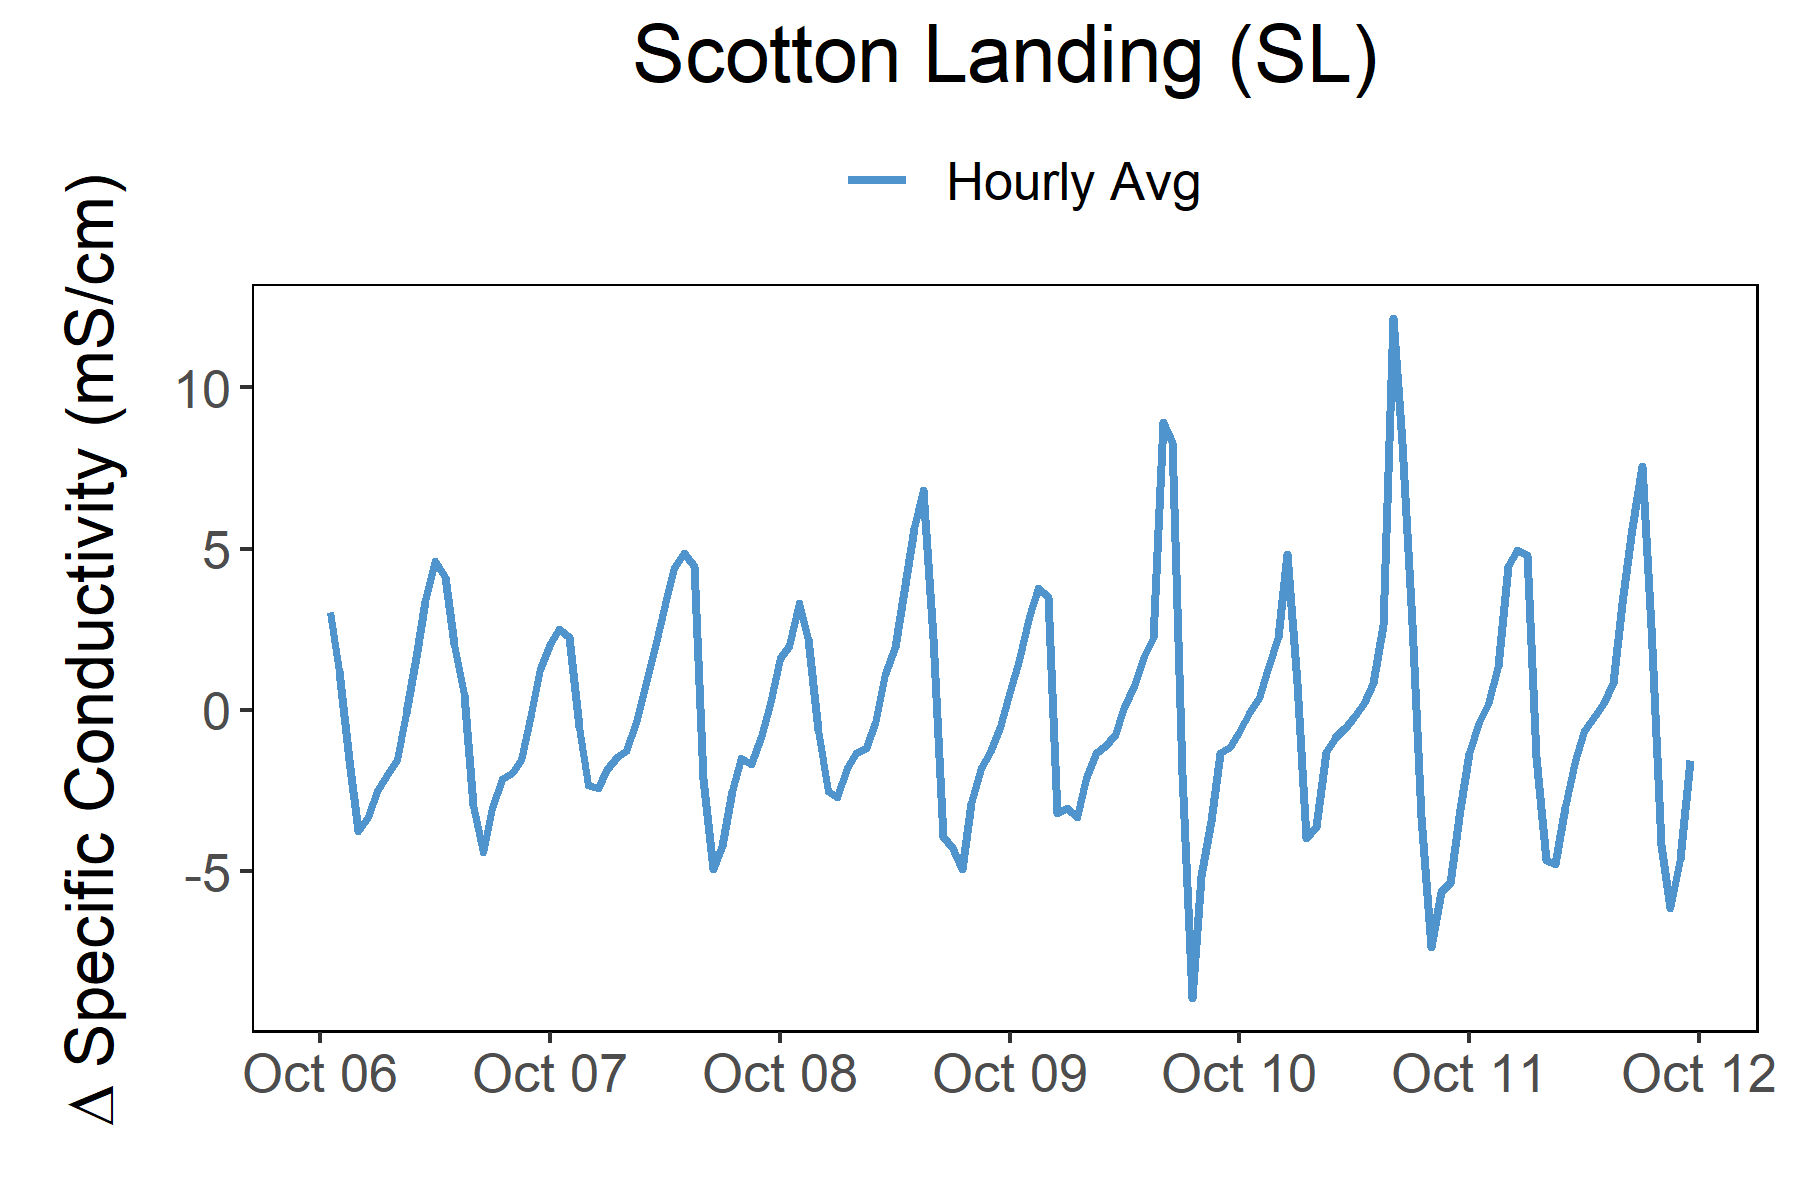 Scotton Landing (SL)
Hourly Avg
Δ Specific Conductivity (mS/cm)
10
5
0
-5
Oct 06 Oct 07 Oct 08 Oct 09 Oct 10 Oct 11 Oct 12